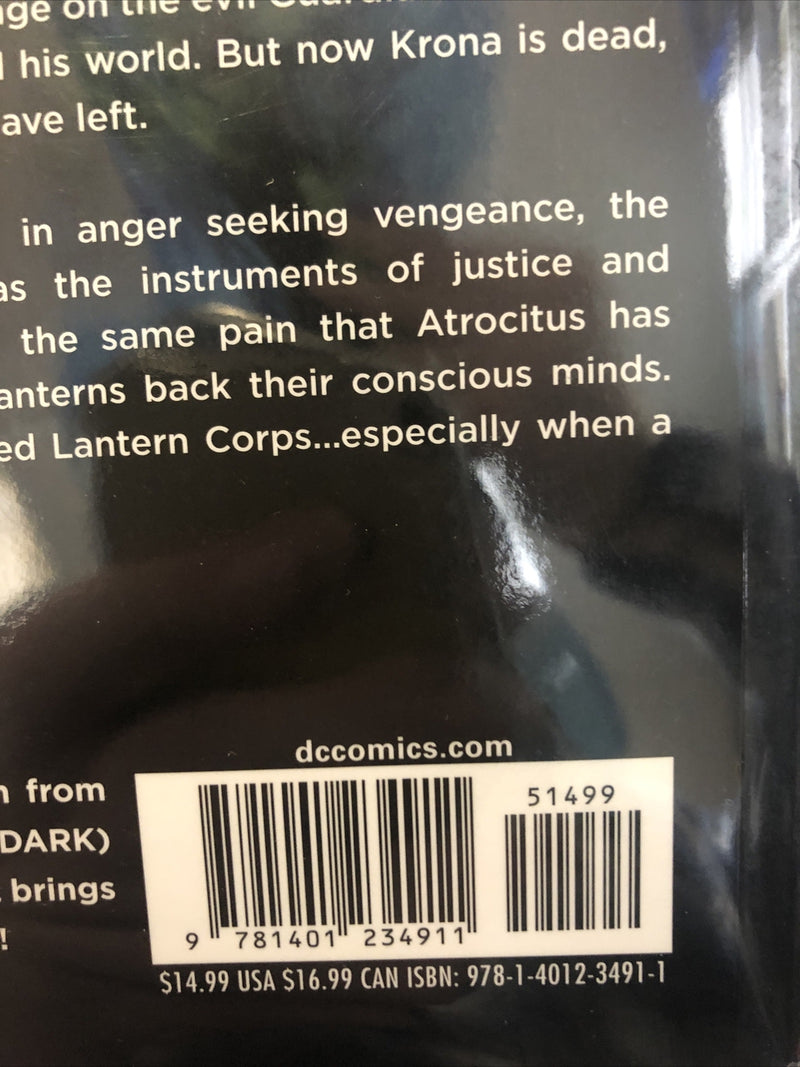 on the evil
his world. But now Krona is dead,
ave left.
in anger seeking vengeance, the
as the instruments of justice and
the same pain that Atrocitus has
anterns back their conscious minds.
ed Lantern Corps...especially when a
dccomics.com
from
DARK)
brings
!
51499
9 781401 234911
$14.99 USA $16.99 CAN ISBN: 978-1-4012-3491-1